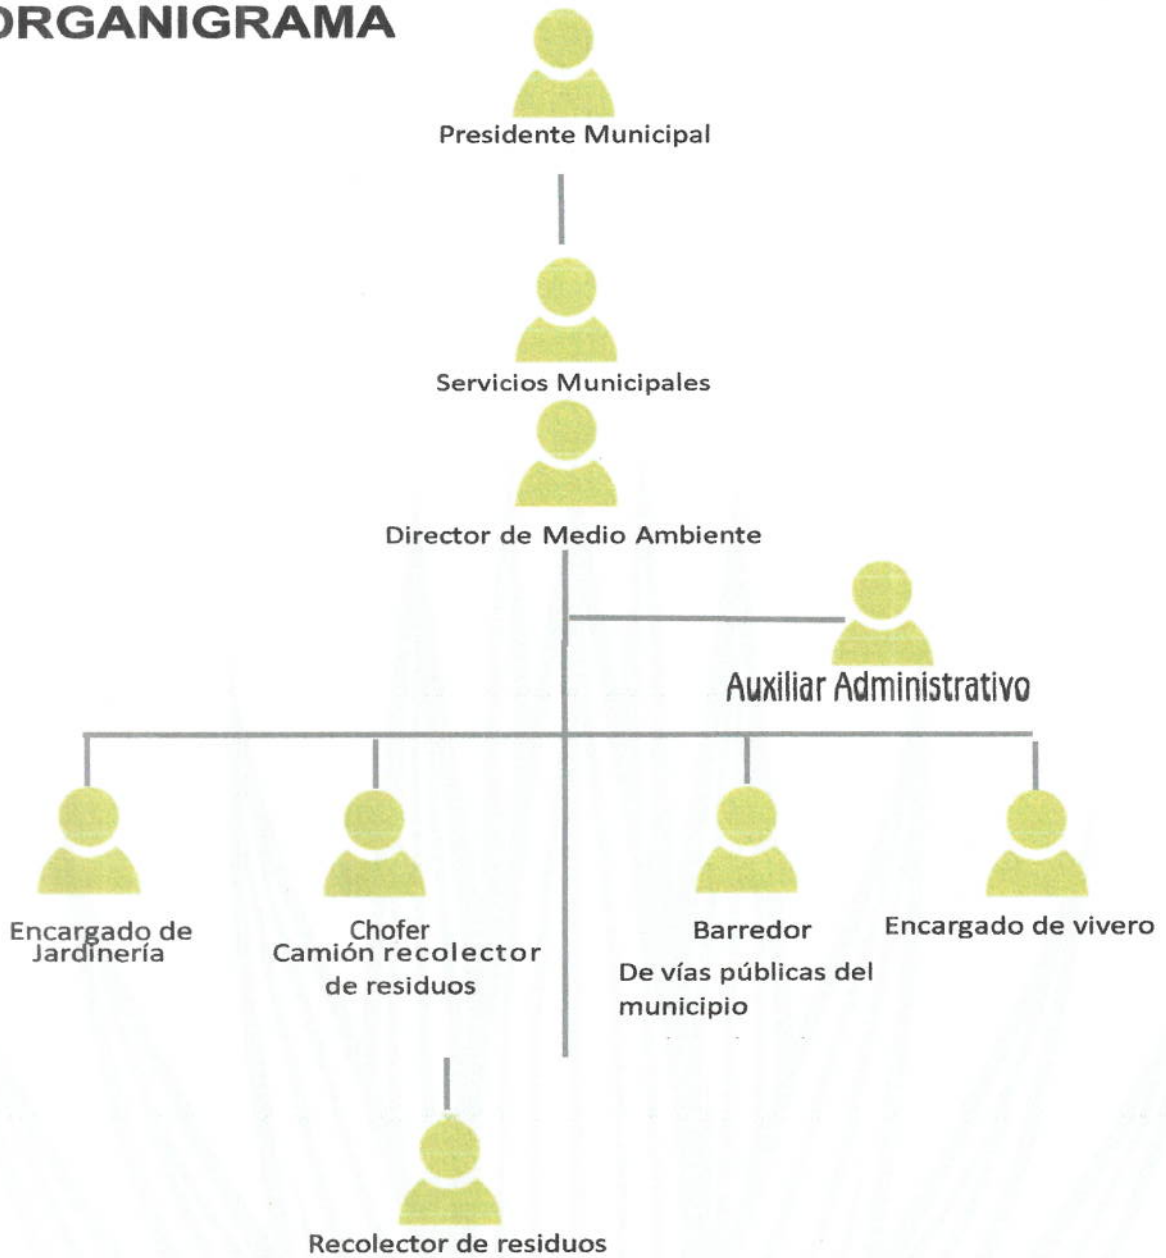 ORGANIGRAMA
Presidente Municipal
Servicios Municipales
Director de Medio Ambiente
Auxiliar Administrativo
Encargado de
Jardinería
Chofer
Camión recolector
de residuos
Barredor
De vías públicas del
municipio
Encargado de vivero
Recolector de residuos